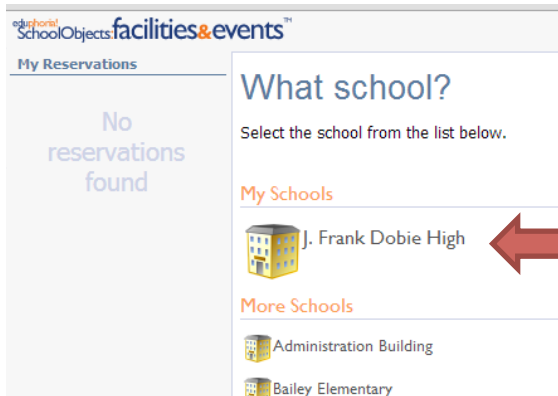 eduphoria!
SchoolObjects:facilities&events™
My Reservations
No
reservations
found
What school?
Select the school from the list below.
My Schools
J. Frank Dobie High
More Schools
Administration Building
Bailey Elementary